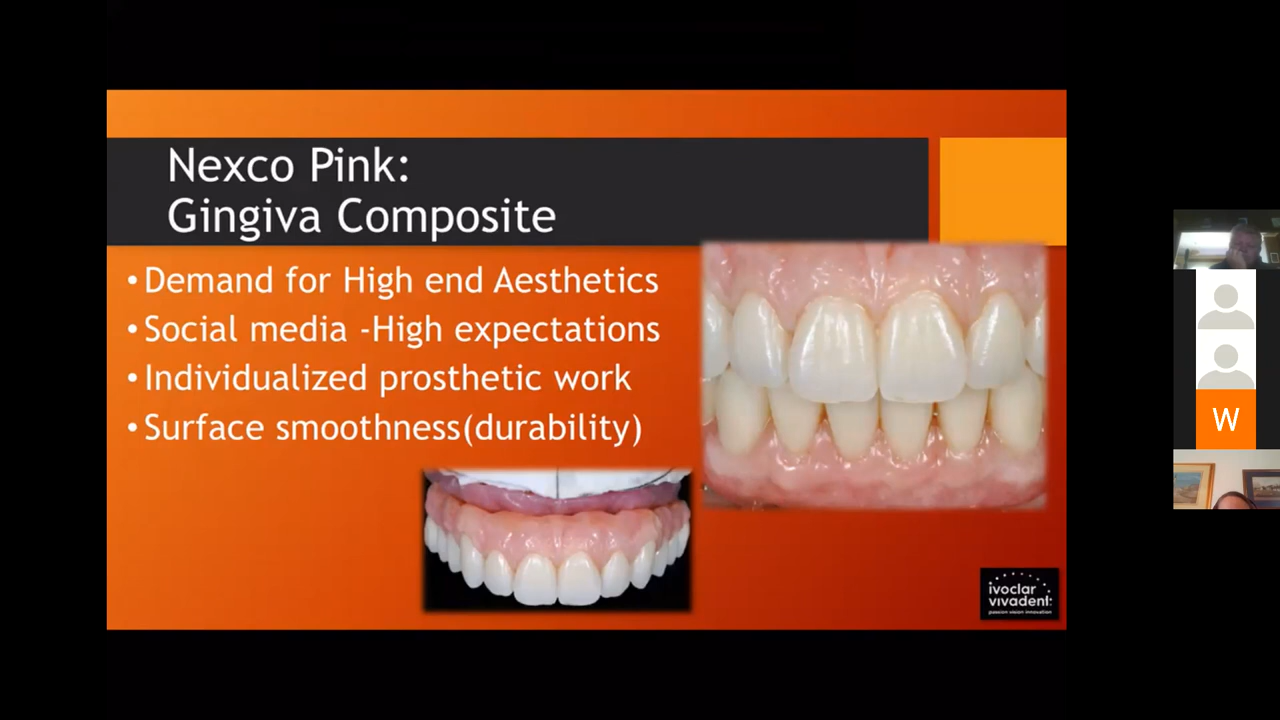 Nexco Pink:
Gingiva Composite
• Demand for High end Aesthetics
• Social media -High expectations
• Individualized prosthetic work
• Surface smoothness(durability)
W
ivoclar
vivadent:
passion vision innovation